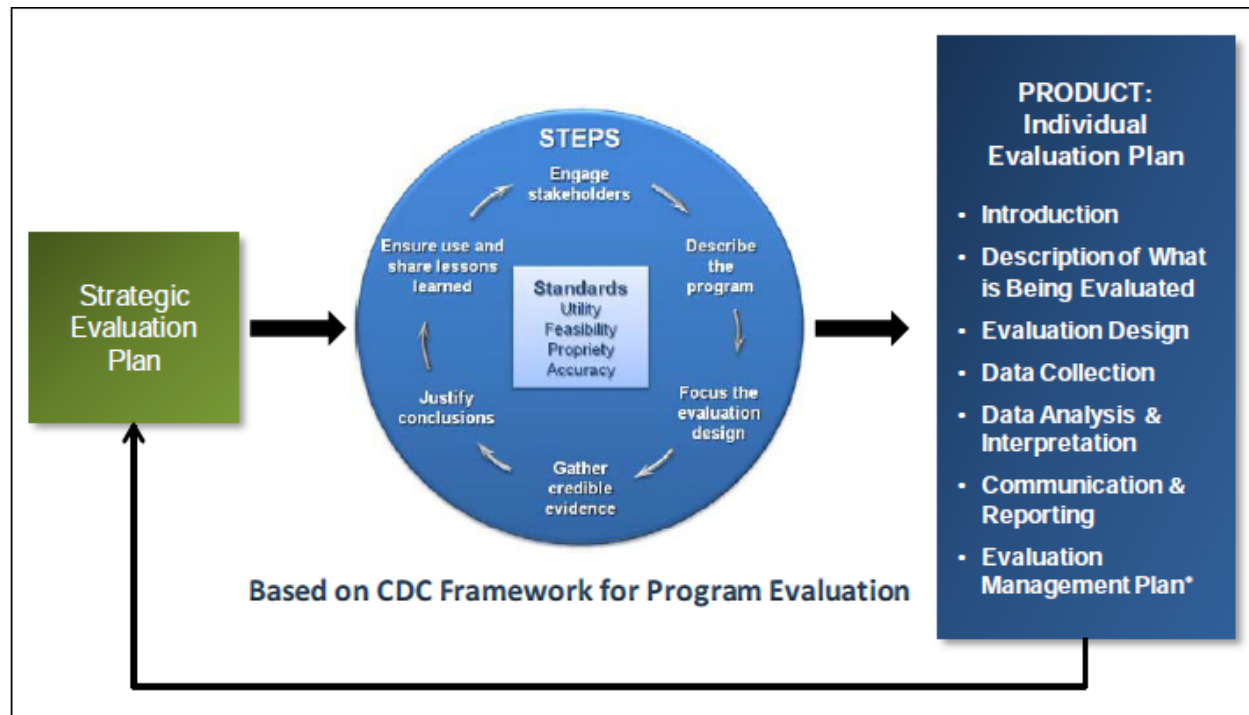 Strategic
Evaluation
Plan
STEPS
Engage
stakeholders
Describe
the
program
Focus the
evaluation
design
Gather
credible
evidence
Justify
conclusions
Ensure use and
share lessons
learned
Standards
Utility
Feasibility
Propriety
Accuracy
Based on CDC Framework for Program Evaluation
PRODUCT:
Individual
Evaluation Plan
• Introduction
• Description of What
is Being Evaluated
• Evaluation Design
• Data Collection
• Data Analysis &
Interpretation
• Communication &
Reporting
• Evaluation
Management Plan*